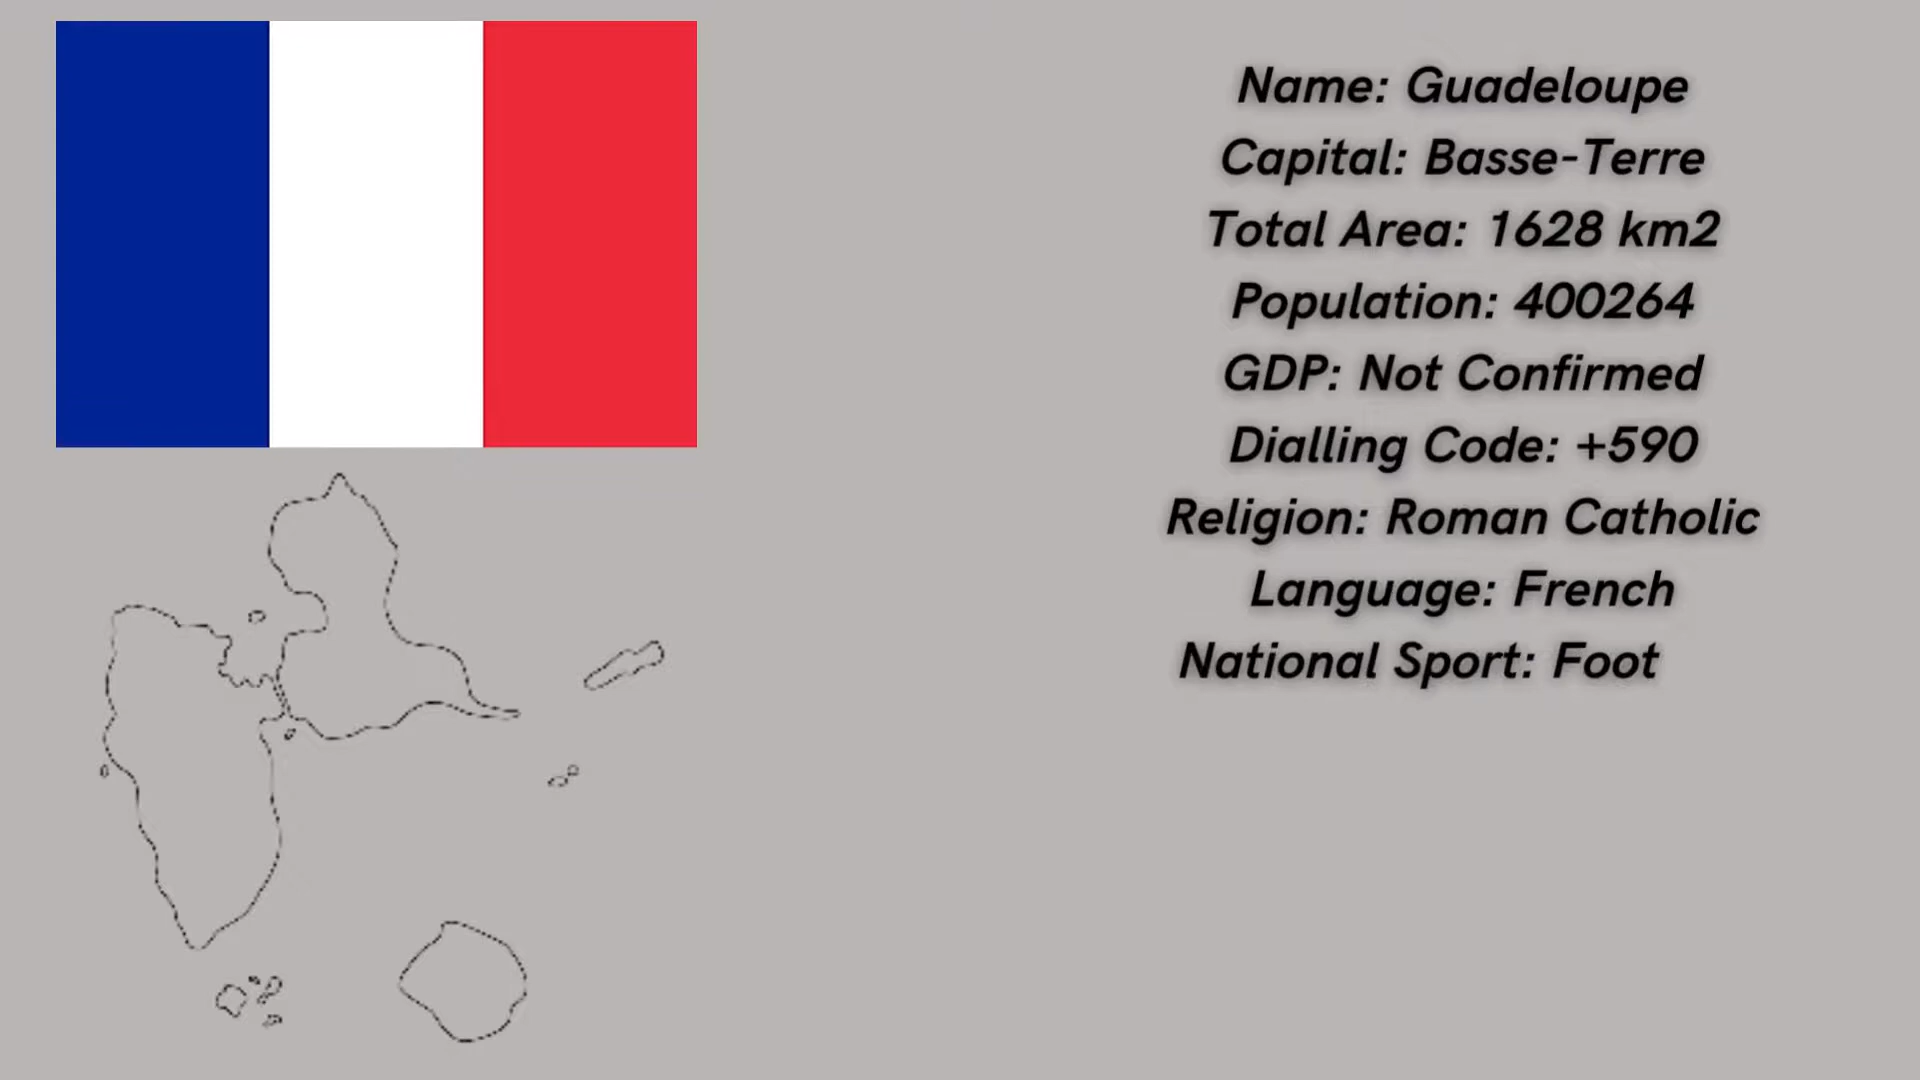 Name: Guadeloupe
Capital: Basse-Terre
Total Area: 1628 km2
Population: 400264
GDP: Not Confirmed
Dialling Code: +590
Religion: Roman Catholic
Language: French
National Sport: Foot